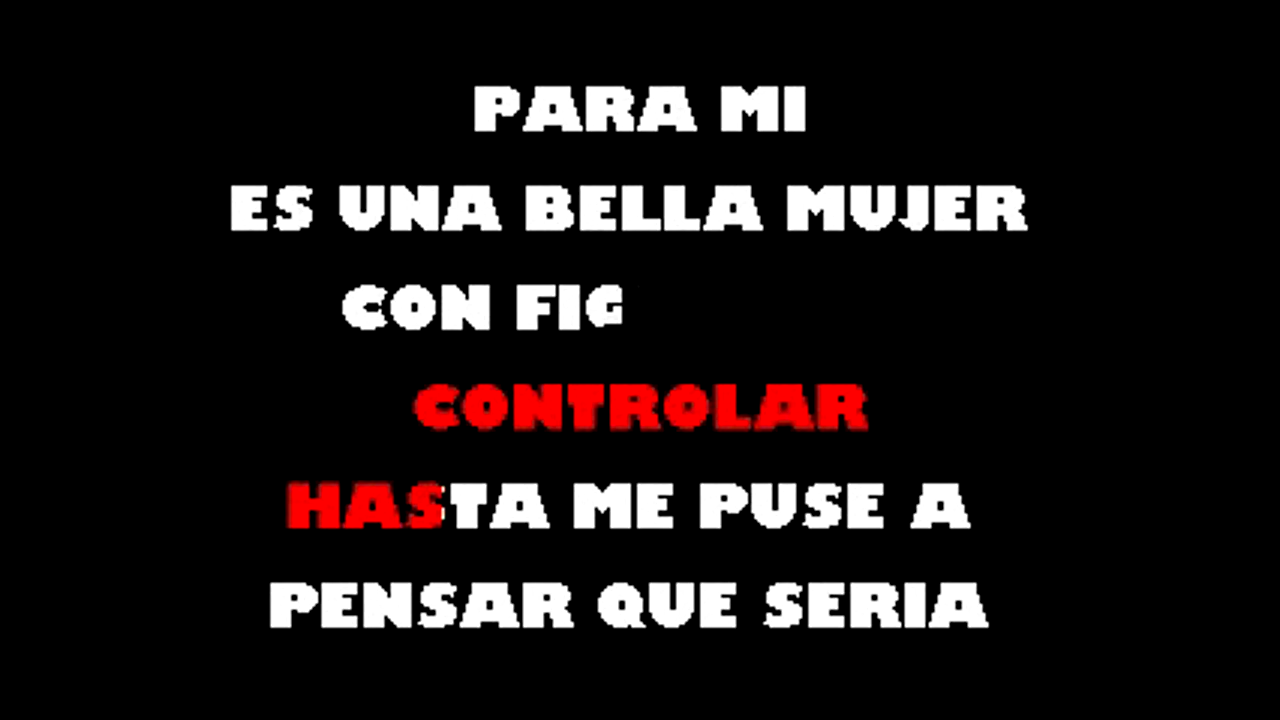 PARA MI
ES UNA BELLA MUJER
CON FIG
CONTROLAR
HASTA ME PUSE A
PENSAR QUE SERIA